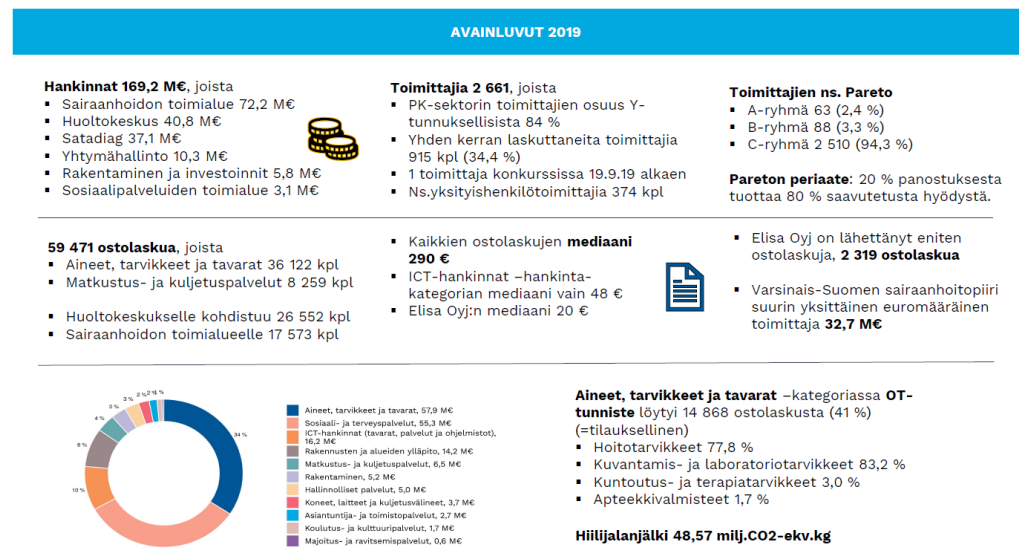 AVAINLUVUT 2019
Hankinnat 169,2 M€, joista
▪ Sairaanhoidon toimialue 72,2 M€
▪ Huoltokeskus 40,8 M€
▪ Satadiag 37,1 M€
▪ Yhtymähallinto 10,3 M€
▪ Rakentaminen ja investoinnit 5,8 M€
▪ Sosiaalipalveluiden toimialue 3,1 M€
Toimittajia 2 661, joista
▪ PK-sektorin toimittajien osuus Y-
tunnuksellisista 84 %
▪ Yhden kerran laskuttaneita toimittajia
915 kpl (34,4 %)
▪ 1 toimittaja konkurssissa 19.9.19 alkaen
▪ Ns.yksityishenkilötoimittajia 374 kpl
Toimittajien ns. Pareto
▪ A-ryhmä 63 (2,4 %)
▪ B-ryhmä 88 (3,3 %)
▪ C-ryhmä 2 510 (94,3 %)
Pareton periaate: 20 % panostuksesta
tuottaa 80 % saavutetusta hyödystä.
59 471 ostolaskua, joista
▪ Aineet, tarvikkeet ja tavarat 36 122 kpl
▪ Matkustus- ja kuljetuspalvelut 8 259 kpl
▪ Huoltokeskukselle kohdistuu 26 552 kpl
▪ Sairaanhoidon toimialueelle 17 573 kpl
▪ Kaikkien ostolaskujen mediaani
290 €
▪ ICT-hankinnat –hankinta-
kategorian mediaani vain 48 €
▪ Elisa Oyj:n mediaani 20 €
▪ Elisa Oyj on lähettänyt eniten
ostolaskuja, 2 319 ostolaskua
▪ Varsinais-Suomen sairaanhoitopiiri
suurin yksittäinen euromääräinen
toimittaja 32,7 M€
34 %
10 %
8 %
4 %
3 %
3 %
2 %
2 %
1 %
Aineet, tarvikkeet ja tavarat, 57,9 M€
Sosiaali- ja terveyspalvelut, 55,3 M€
ICT-hankinnat (tavarat, palvelut ja ohjelmistot),
16,2 M€
Rakennusten ja alueiden ylläpito, 14,2 M€
Matkustus- ja kuljetuspalvelut, 6,5 M€
Rakentaminen, 5,2 M€
Hallinnolliset palvelut, 5,0 M€
Koneet, laitteet ja kuljetusvälineet, 3,7 M€
Asiantuntija- ja toimistopalvelut, 2,7 M€
Koulutus- ja kulttuuripalvelut, 1,7 M€
Majoitus- ja ravitsemispalvelut, 0,6 M€
Aineet, tarvikkeet ja tavarat –kategoriassa OT-
tunniste löytyi 14 868 ostolaskusta (41 %)
(=tilauksellinen)
▪ Hoitotarvikkeet 77,8 %
▪ Kuvantamis- ja laboratoriotarvikkeet 83,2 %
▪ Kuntoutus- ja terapiatarvikkeet 3,0 %
▪ Apteekkivalmisteet 1,7 %
Hiilijalanjälki 48,57 milj.CO2-ekv.kg